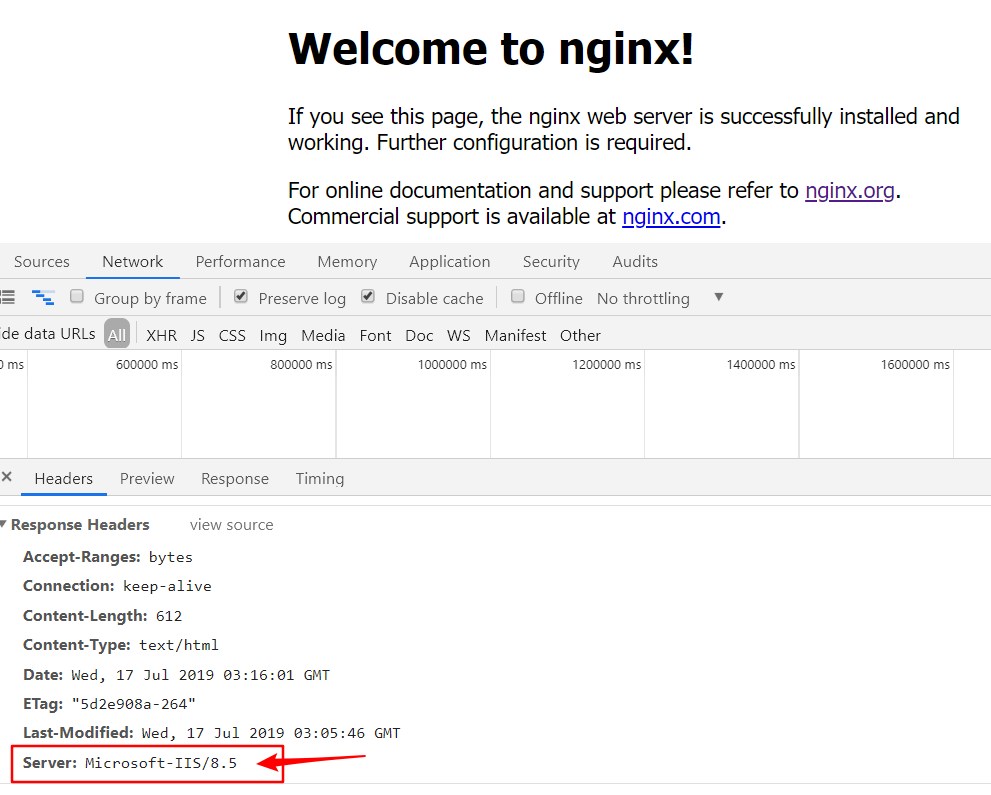 Welcome to nginx!
If you see this page, the nginx web server is successfully installed and
working. Further configuration is required.
For online documentation and support please refer to nginx.org.
Commercial support is available at nginx.com.
Sources Network Performance Memory Application Security Audits
Group by frame Preserve log Disable cache Offline No throttling ▼
ide data URLs All XHR JS CSS Img Media Font Doc WS Manifest Other
0 ms 600000 ms 800000 ms 1000000 ms 1200000 ms 1400000 ms 1600000 ms
× Headers Preview Response Timing
▼ Response Headers view source
Accept-Ranges: bytes
Connection: keep-alive
Content-Length: 612
Content-Type: text/html
Date: Wed, 17 Jul 2019 03:16:01 GMT
ETag: "5d2e908a-264"
Last-Modified: Wed, 17 Jul 2019 03:05:46 GMT
Server: Microsoft-IIS/8.5